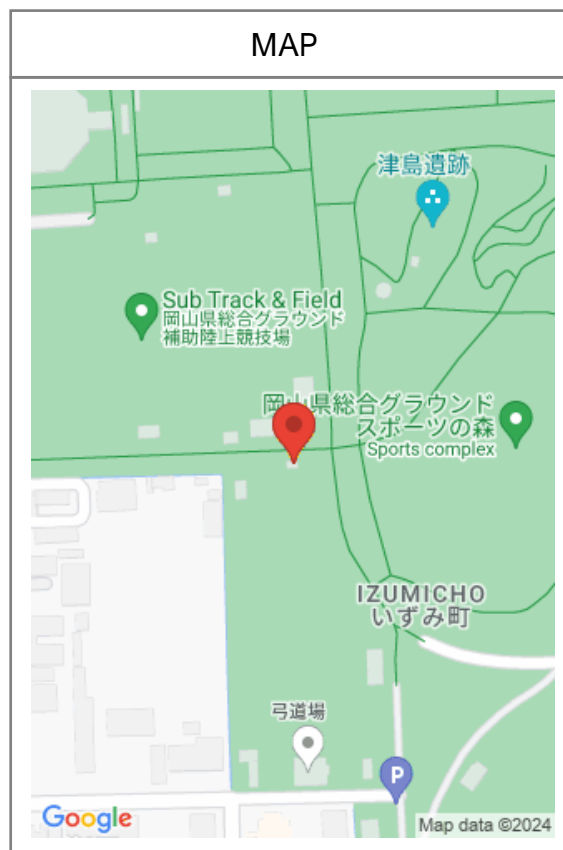 MAP
津島遺跡
Sub Track & Field
岡山県総合グラウンド
補助陸上競技場
岡山県総合グラウンド
スポーツの森
Sports complex
IZUMICHO
いずみ町
弓道場
P
Google
Map data ©2024